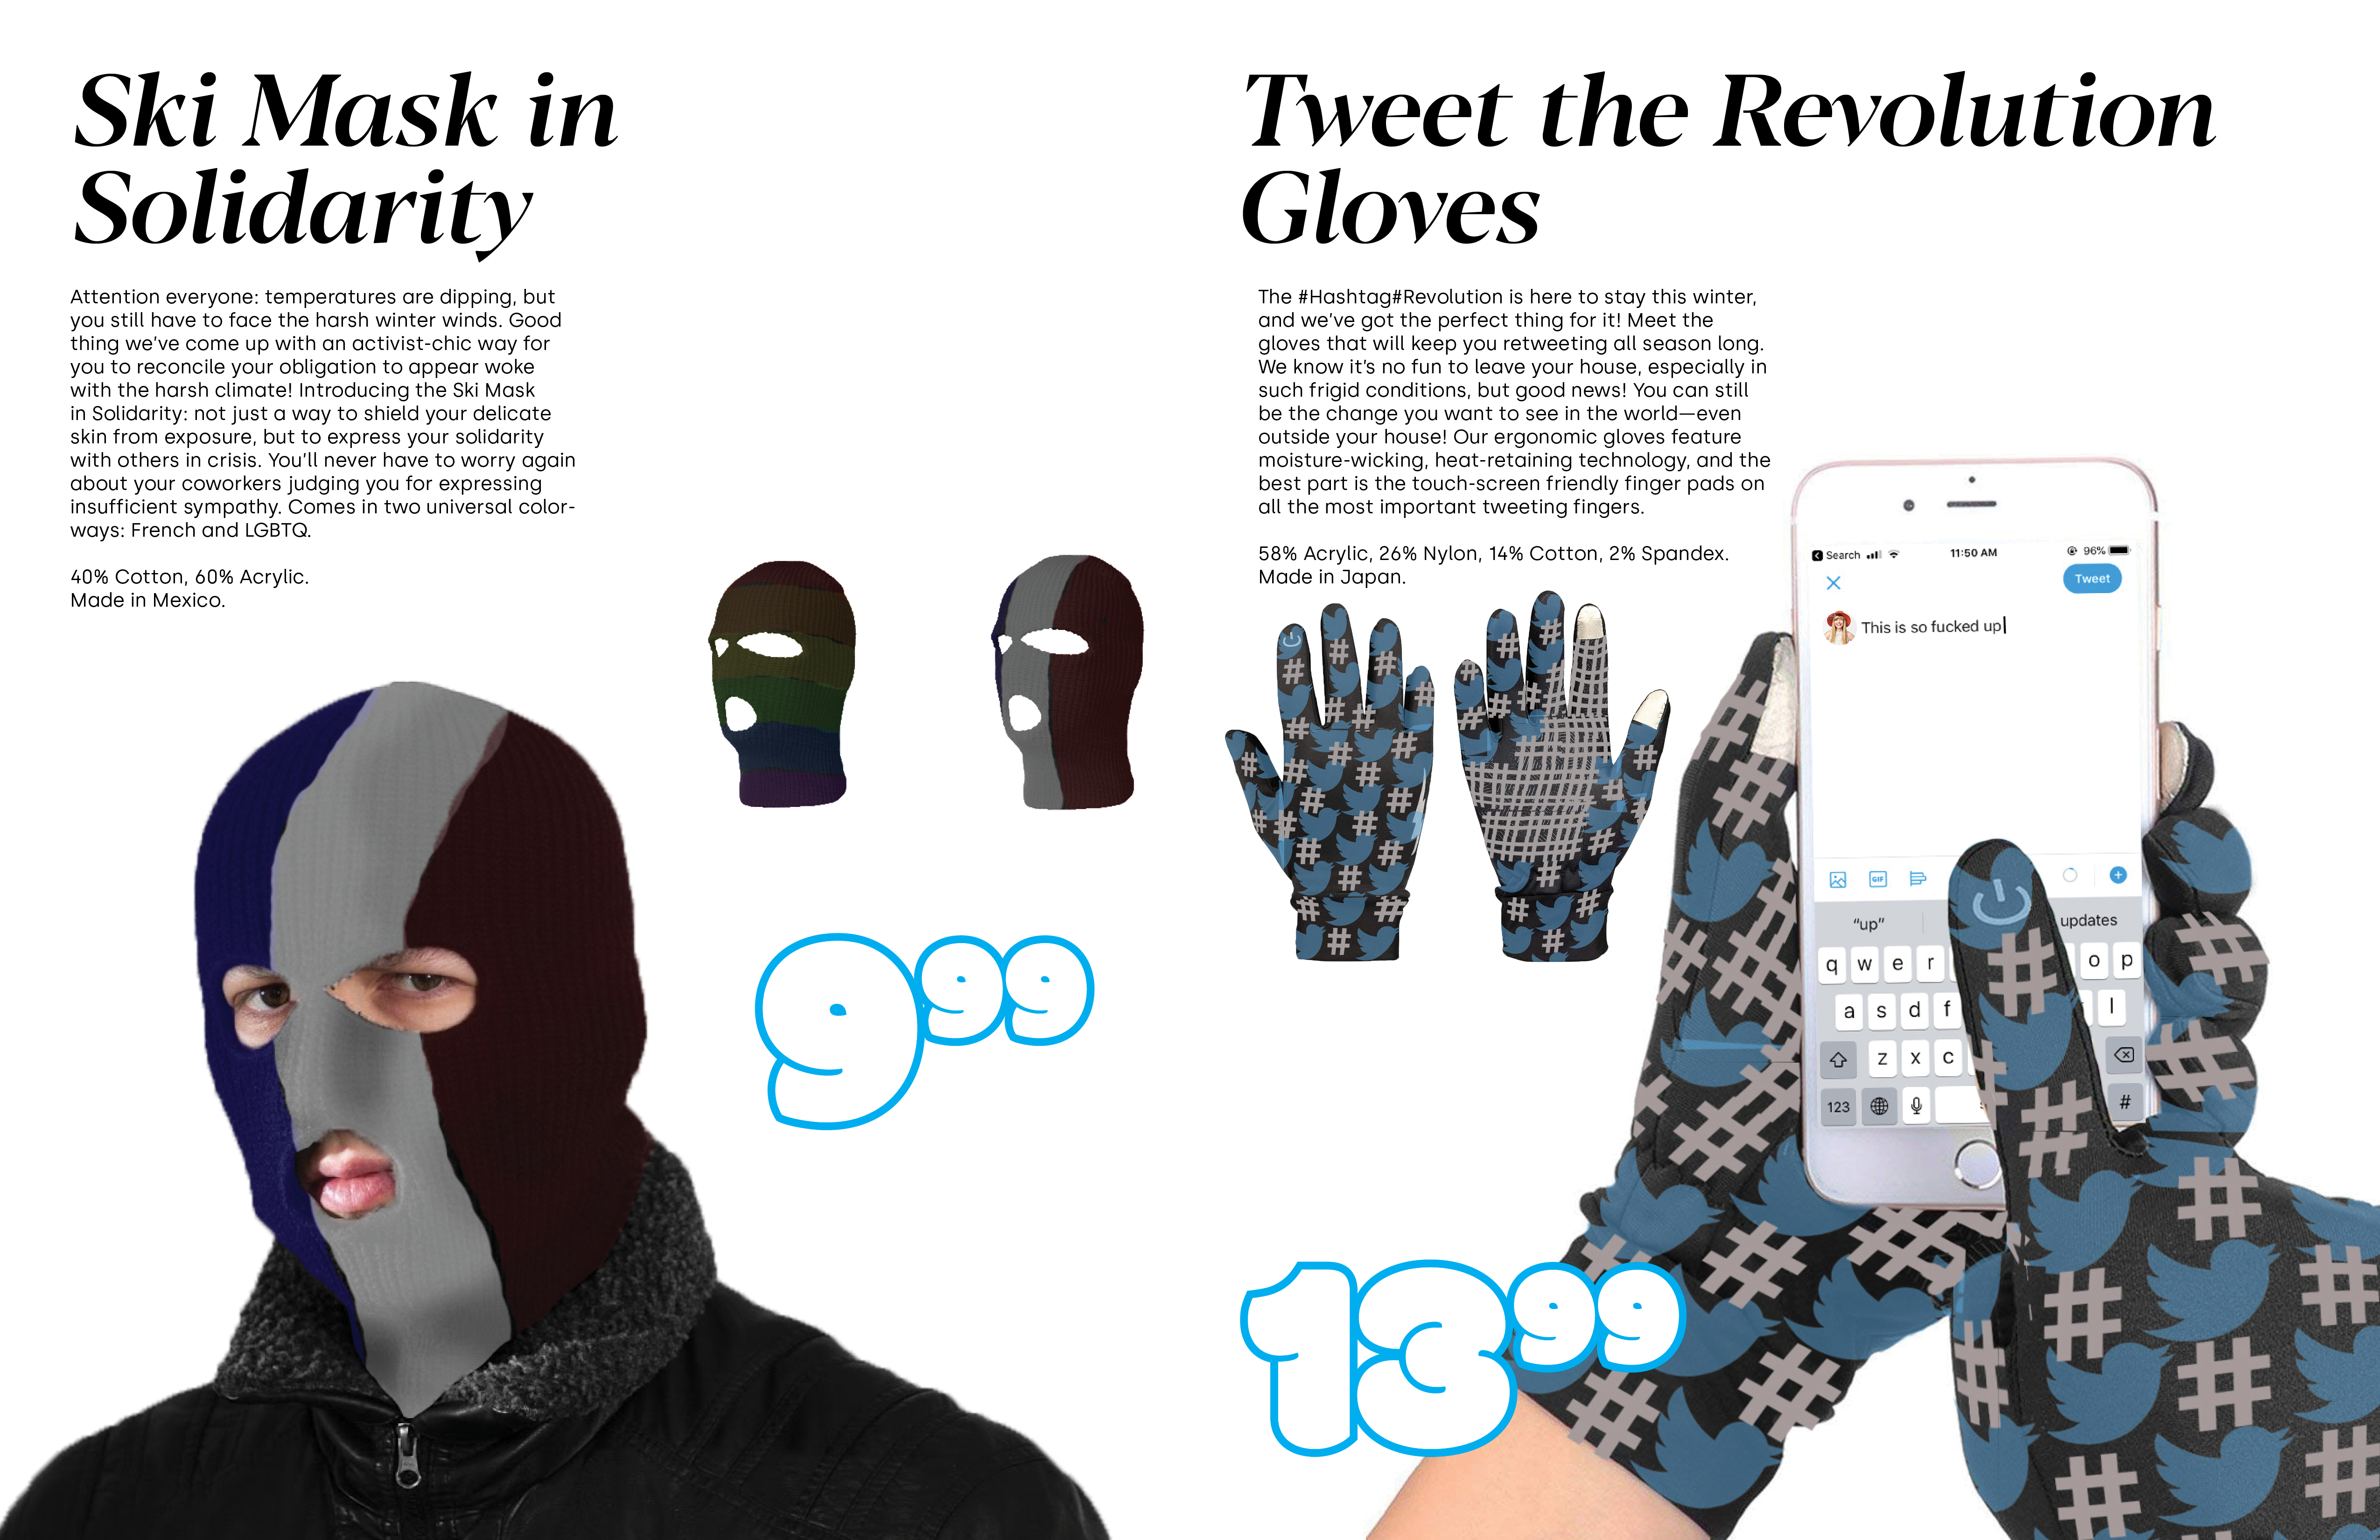 Ski Mask in
Solidarity
Attention everyone: temperatures are dipping, but
you still have to face the harsh winter winds. Good
thing we’ve come up with an activist-chic way for
you to reconcile your obligation to appear woke
with the harsh climate! Introducing the Ski Mask
in Solidarity: not just a way to shield your delicate
skin from exposure, but to express your solidarity
with others in crisis. You’ll never have to worry again
about your coworkers judging you for expressing
insufficient sympathy. Comes in two universal color-
ways: French and LGBTQ.
40% Cotton, 60% Acrylic.
Made in Mexico.
999
Tweet the Revolution
Gloves
The #Hashtag#Revolution is here to stay this winter,
and we’ve got the perfect thing for it! Meet the
gloves that will keep you retweeting all season long.
We know it’s no fun to leave your house, especially in
such frigid conditions, but good news! You can still
be the change you want to see in the world—even
outside your house! Our ergonomic gloves feature
moisture-wicking, heat-retaining technology, and the
best part is the touch-screen friendly finger pads on
all the most important tweeting fingers.
58% Acrylic, 26% Nylon, 14% Cotton, 2% Spandex.
Made in Japan.
Search 11:50 AM 96%
Tweet
This is so fucked up
GIF
“up” updates
q w e r o p
a s d f l
z x c
123 #
1399